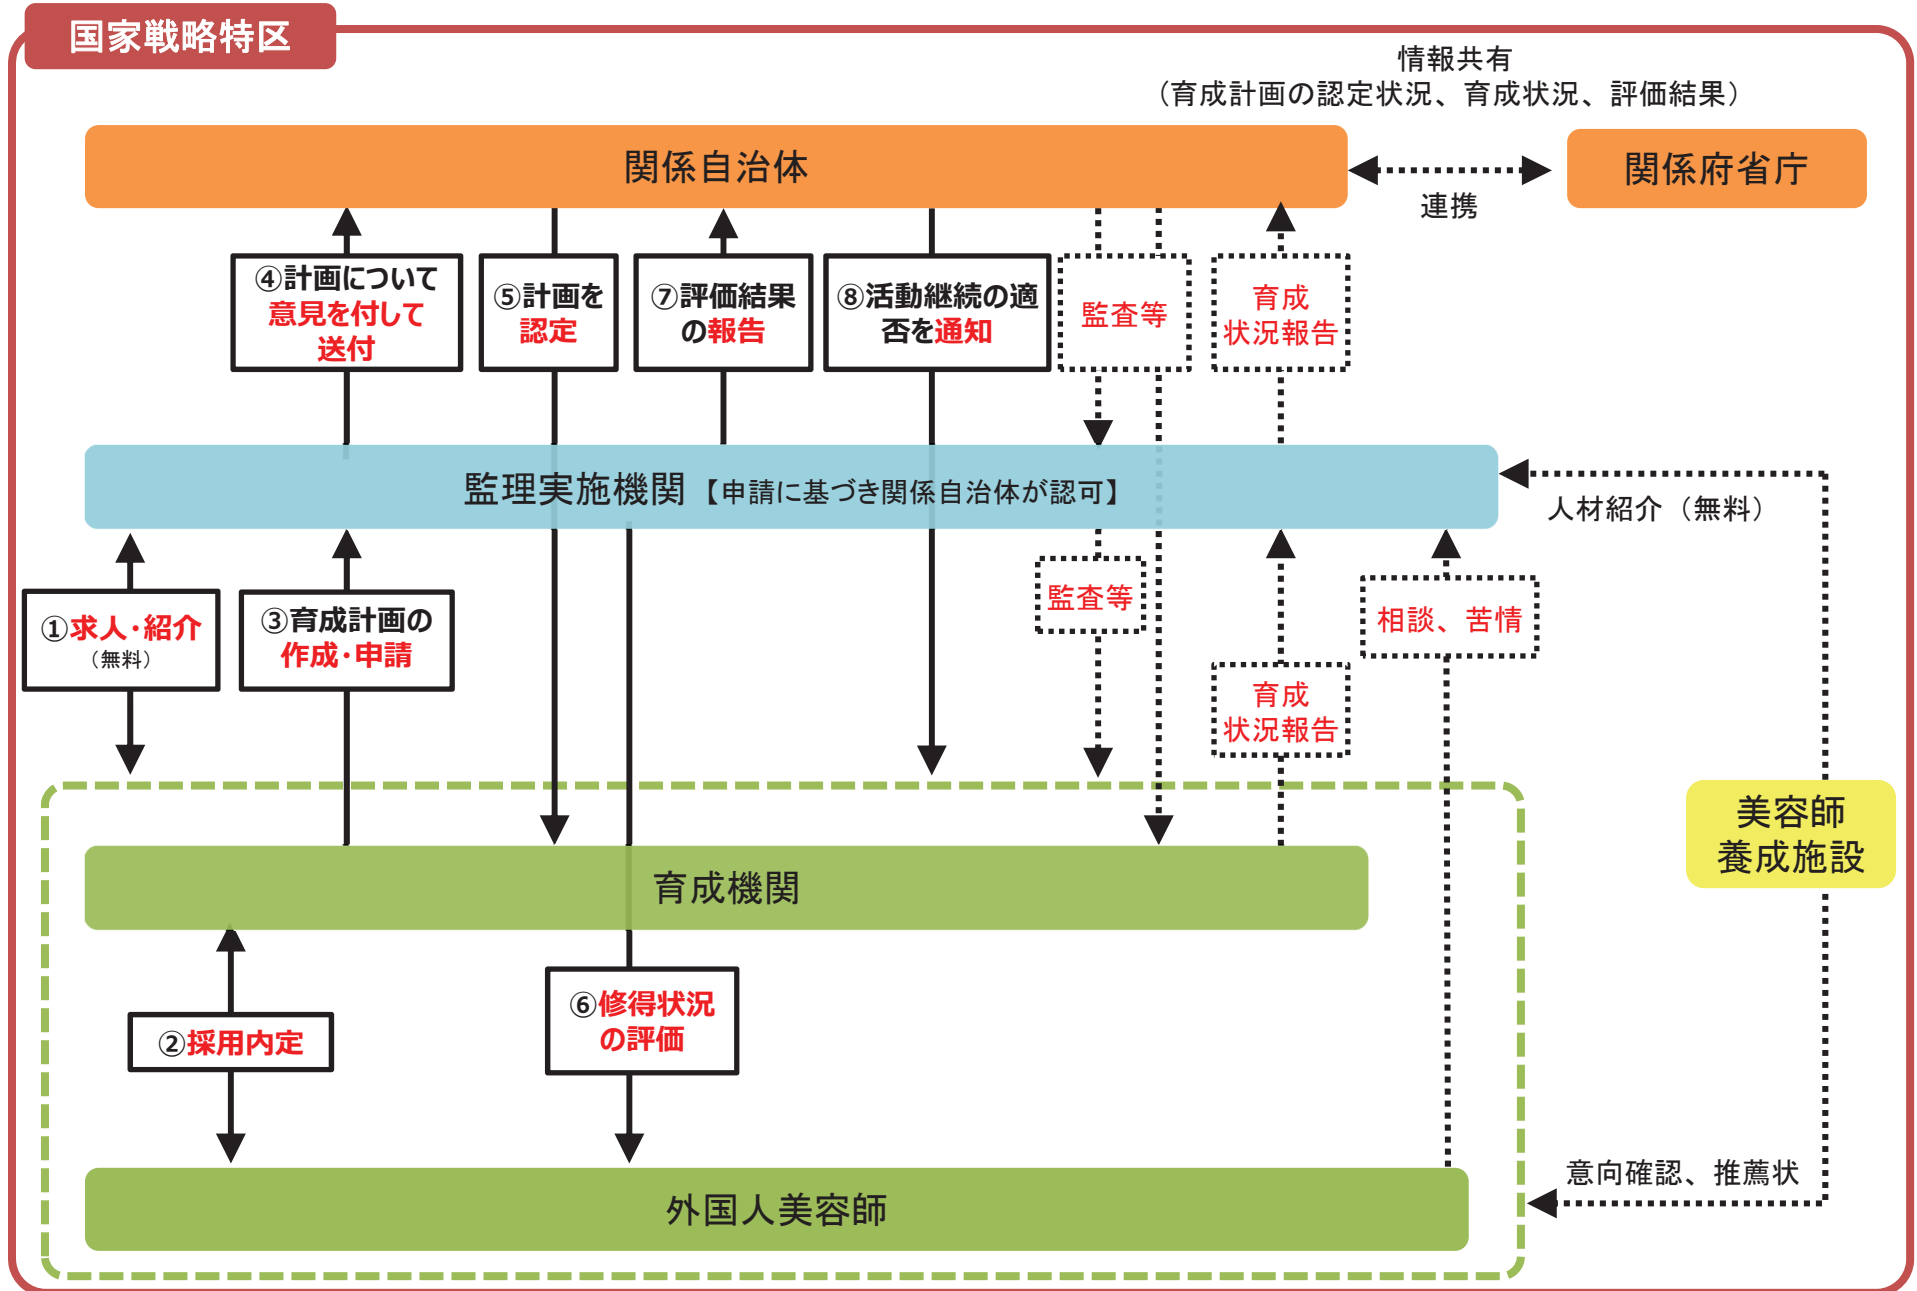 国家戦略特区
情報共有
（育成計画の認定状況、育成状況、評価結果）
関係自治体
関係府省庁
連携
④計画について
意見を付して
送付
⑤計画を
認定
⑦評価結果
の報告
⑧活動継続の適
否を通知
監査等
育成
状況報告
監理実施機関【申請に基づき関係自治体が認可】
人材紹介（無料）
①求人･紹介
（無料）
③育成計画の
作成･申請
監査等
相談、苦情
育成
状況報告
美容師
養成施設
育成機関
②採用内定
⑥修得状況
の評価
意向確認、推薦状
外国人美容師